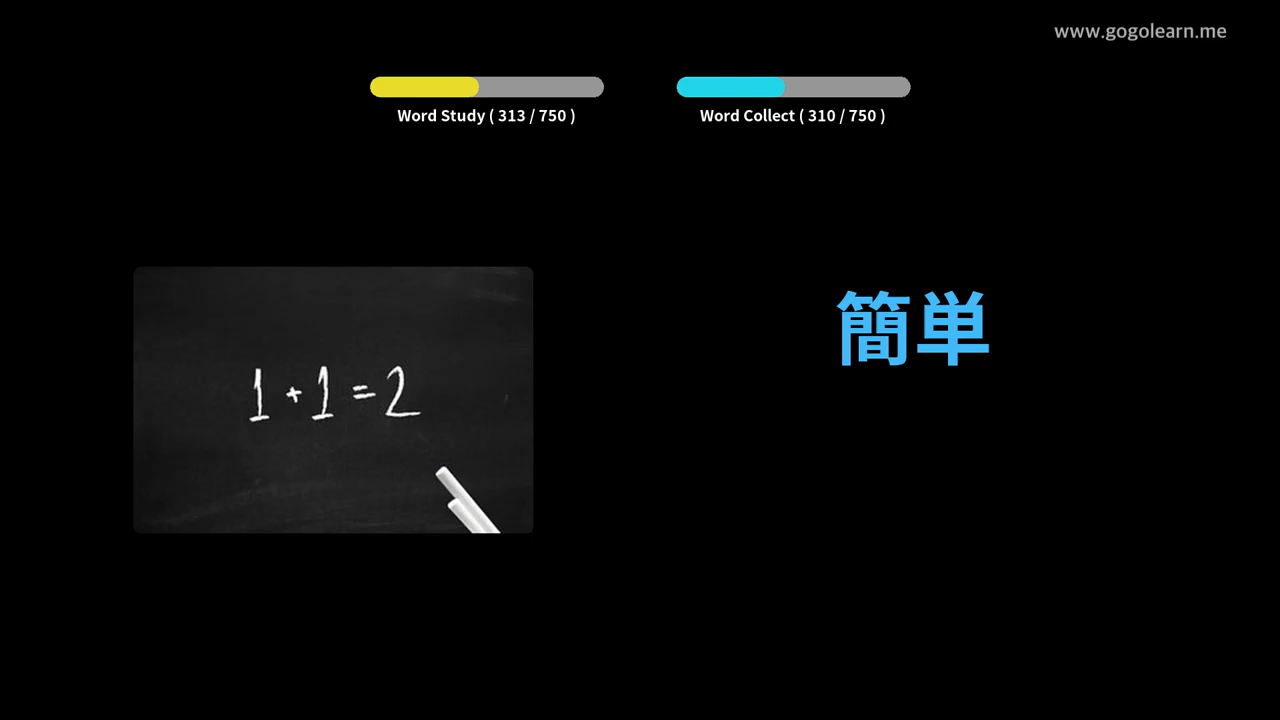 www.gogolearn.me
Word Study ( 313 / 750 )
Word Collect ( 310 / 750 )
簡単
1 + 1 = 2